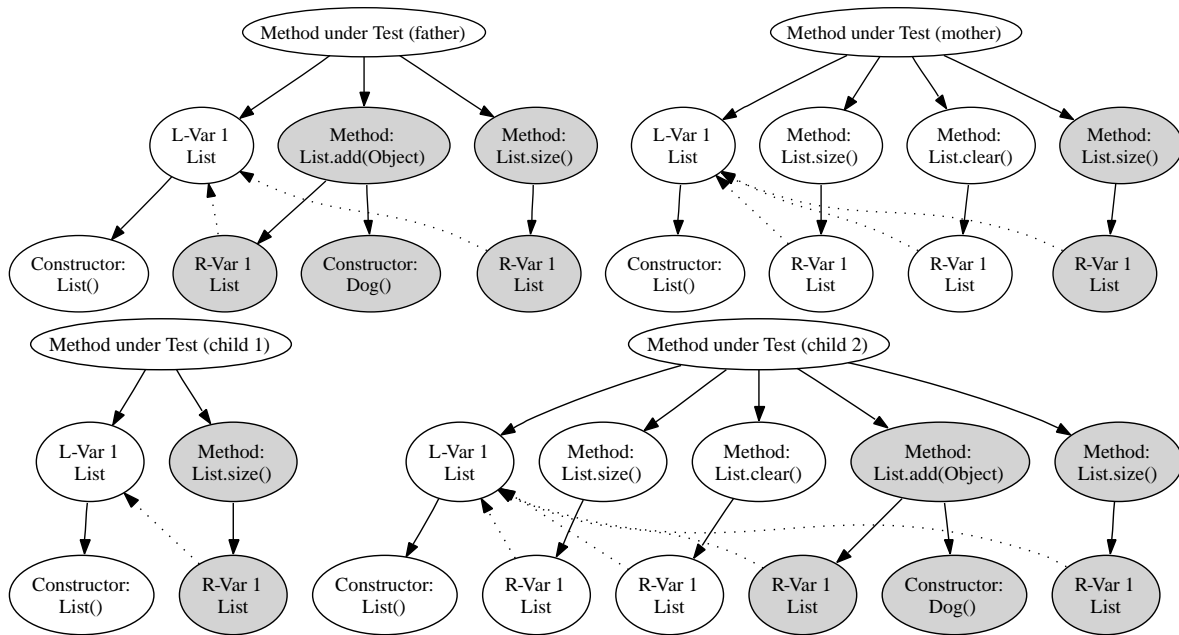 Method under Test (father)
L-Var 1
List
Method:
List.add(Object)
Method:
List.size()
Constructor:
List()
R-Var 1
List
Constructor:
Dog()
R-Var 1
List
Method under Test (mother)
L-Var 1
List
Method:
List.size()
Method:
List.clear()
Method:
List.size()
Constructor:
List()
R-Var 1
List
R-Var 1
List
R-Var 1
List
Method under Test (child 1)
L-Var 1
List
Method:
List.size()
Constructor:
List()
R-Var 1
List
Method under Test (child 2)
L-Var 1
List
Method:
List.size()
Method:
List.clear()
Method:
List.add(Object)
Method:
List.size()
Constructor:
List()
R-Var 1
List
R-Var 1
List
R-Var 1
List
Constructor:
Dog()
R-Var 1
List